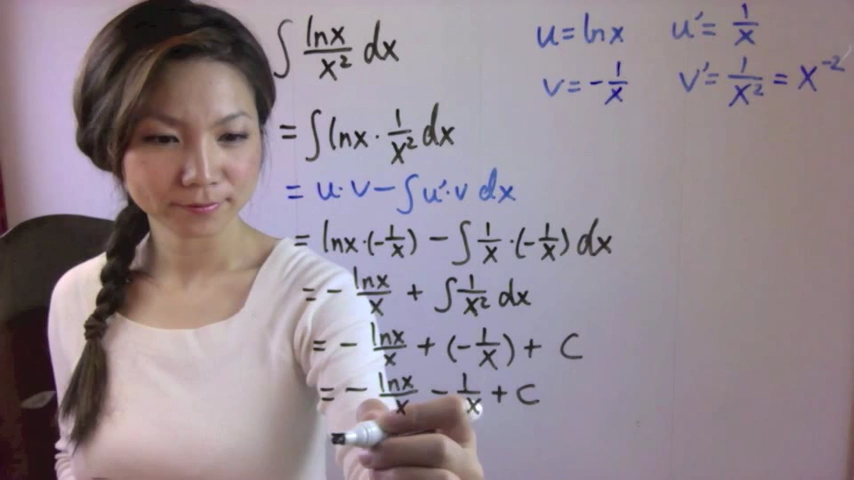 ∫ lnx/x² dx
= ∫ lnx · 1/x² dx
= u·v − ∫ u'·v dx
= lnx·(−1/x) − ∫ 1/x·(−1/x) dx
= − lnx/x + ∫ 1/x² dx
= − lnx/x + (−1/x) + C
= − lnx/x − 1/x + C
u = lnx u' = 1/x
v = −1/x v' = 1/x² = x⁻²